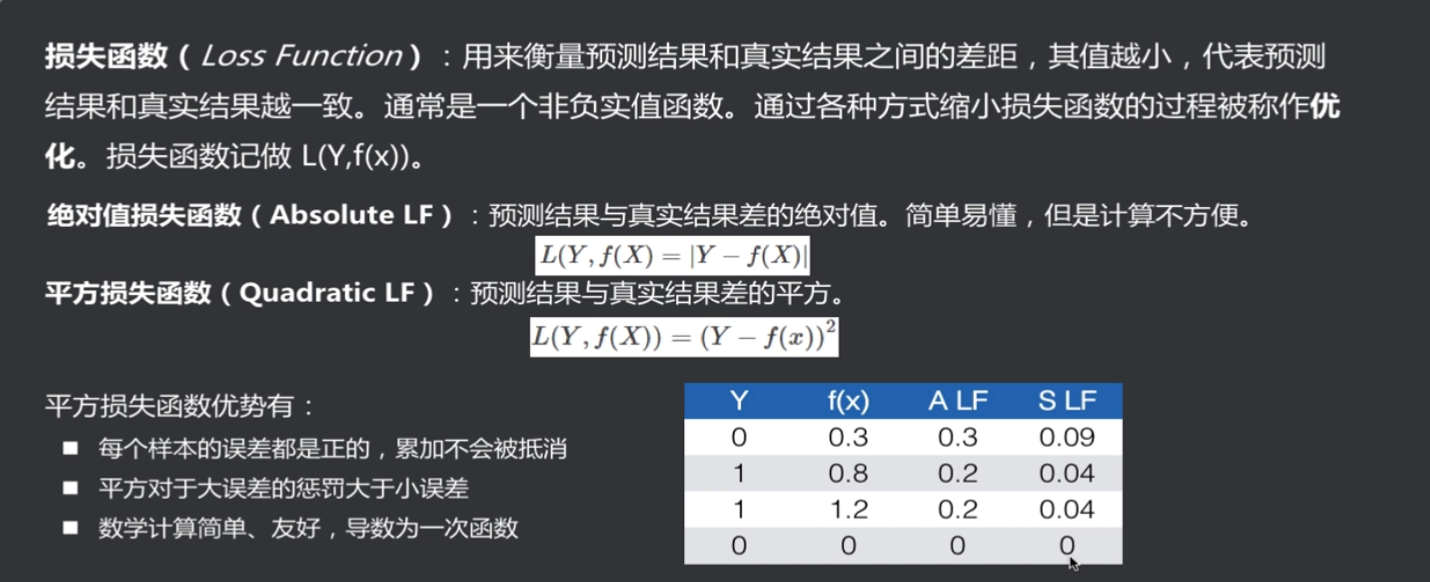 损失函数（Loss Function）：用来衡量预测结果和真实结果之间的差距，其值越小，代表预测
结果和真实结果越一致。通常是一个非负实值函数。通过各种方式缩小损失函数的过程被称作优
化。损失函数记做 L(Y,f(x))。
绝对值损失函数（Absolute LF）：预测结果与真实结果差的绝对值。简单易懂，但是计算不方便。
L(Y, f(X) = |Y − f(X)|
平方损失函数（Quadratic LF）：预测结果与真实结果差的平方。
L(Y, f(X)) = (Y − f(x))²
平方损失函数优势有：
■ 每个样本的误差都是正的，累加不会被抵消
■ 平方对于大误差的惩罚大于小误差
■ 数学计算简单、友好，导数为一次函数
Y f(x) A LF S LF
0 0.3 0.3 0.09
1 0.8 0.2 0.04
1 1.2 0.2 0.04
0 0 0 0